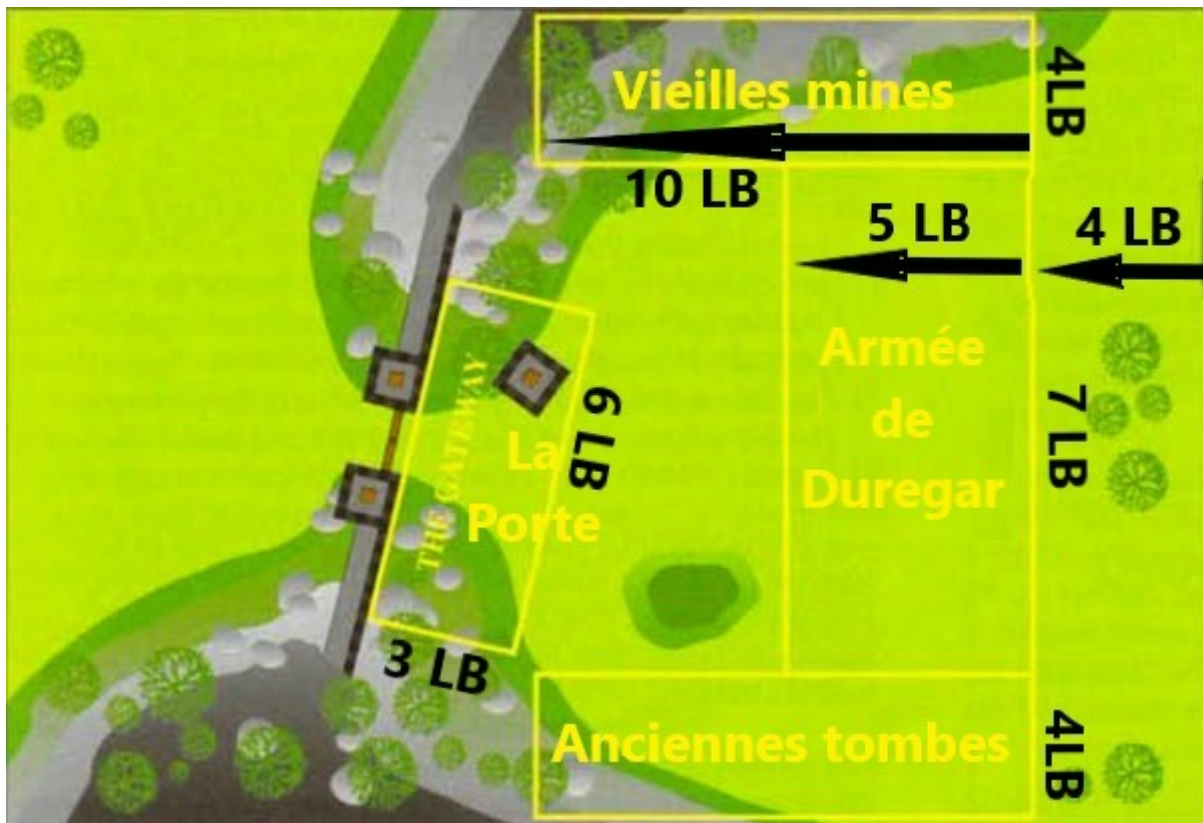 Vieilles mines
4LB
10 LB
5 LB
4 LB
Armée
de
Duregar
7 LB
THE GATEWAY
6 LB
La
Porte
3 LB
Anciennes tombes
4LB